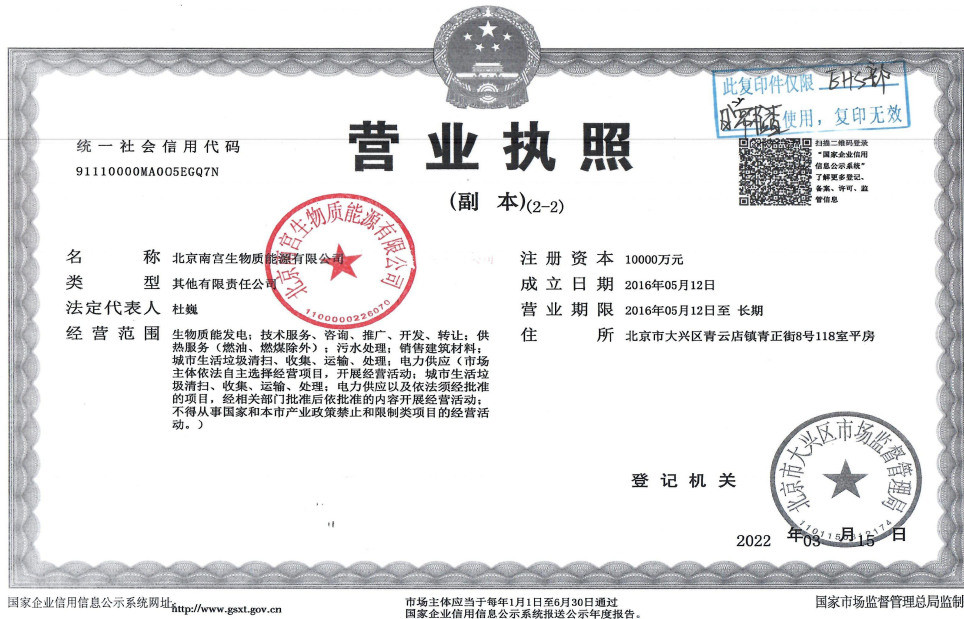 此复印件仅限 EHS部
使用，复印无效
营业执照
(副 本)(2-2)
统一社会信用代码
91110000MA005EGQ7N
扫描二维码登录
“国家企业信用
信息公示系统”
了解更多登记、
备案、许可、监
管信息
名 称 北京南宫生物质能源有限公司
类 型 其他有限责任公司
法定代表人 杜巍
经营范围 生物质能发电；技术服务、咨询、推广、开发、转让；供
热服务（燃油、燃煤除外）；污水处理；销售建筑材料；
城市生活垃圾清扫、收集、运输、处理；电力供应（市场
主体依法自主选择经营项目，开展经营活动；城市生活垃
圾清扫、收集、运输、处理；电力供应以及依法须经批准
的项目，经相关部门批准后依批准的内容开展经营活动；
不得从事国家和本市产业政策禁止和限制类项目的经营活
动。）
注册资本 10000万元
成立日期 2016年05月12日
营业期限 2016年05月12日至 长期
住 所 北京市大兴区青云店镇青正街8号118室平房
北京南宫生物质能源有限公司
1100000226070
登记机关
北京市大兴区市场监督管理局
2022 年03 月15 日
国家企业信用信息公示系统网址：http://www.gsxt.gov.cn
市场主体应当于每年1月1日至6月30日通过
国家企业信用信息公示系统报送公示年度报告。
国家市场监督管理总局监制